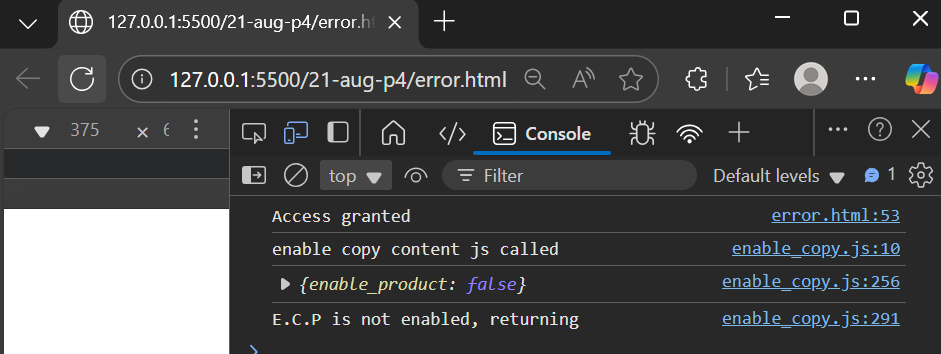 127.0.0.1:5500/21-aug-p4/error.ht
127.0.0.1:5500/21-aug-p4/error.html
375
Console
top
Filter
Default levels
1
Access granted error.html:53
enable copy content js called enable_copy.js:10
{enable_product: false} enable_copy.js:256
E.C.P is not enabled, returning enable_copy.js:291